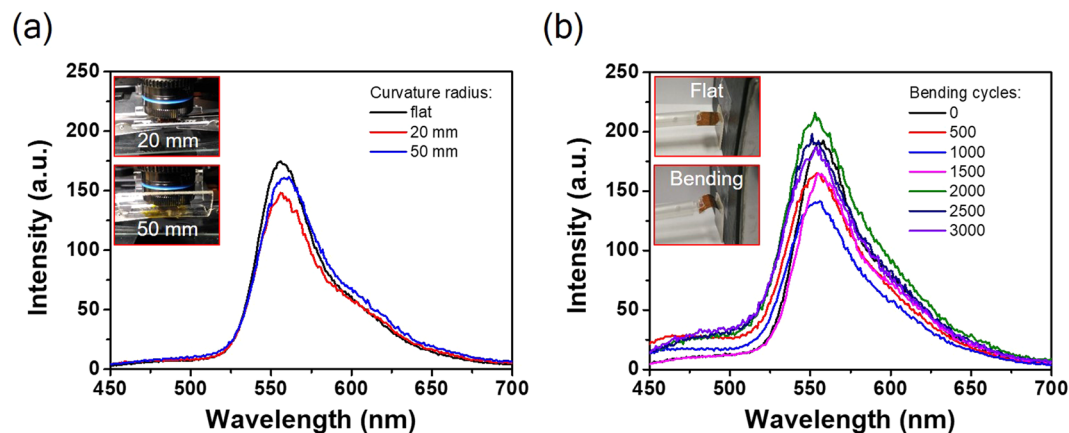 (a)
250
200
150
100
50
0
450
500
550
600
650
700
Intensity (a.u.)
Wavelength (nm)
20 mm
50 mm
Curvature radius:
flat
20 mm
50 mm
(b)
250
200
150
100
50
0
450
500
550
600
650
700
Intensity (a.u.)
Wavelength (nm)
Flat
Bending
Bending cycles:
0
500
1000
1500
2000
2500
3000